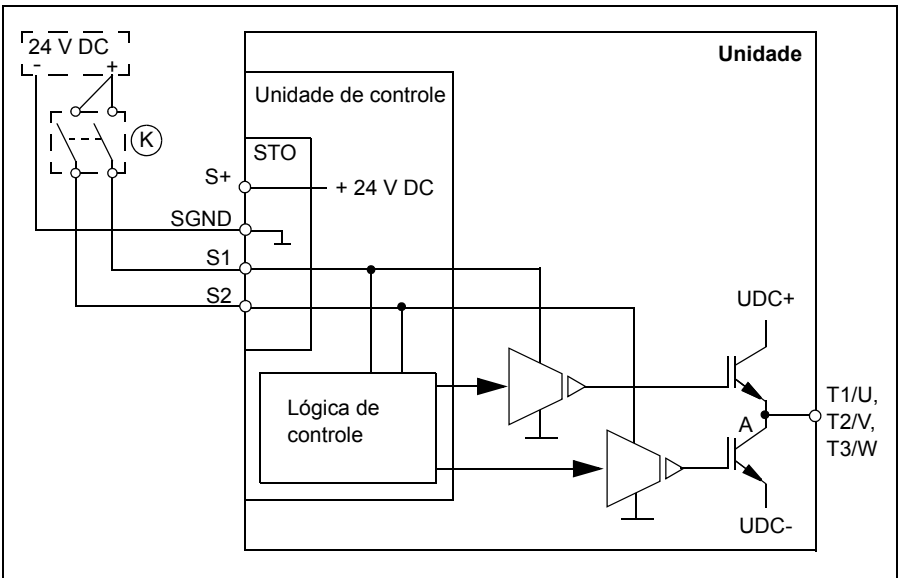 24 V DC
- +
K
Unidade
Unidade de controle
STO
S+
+ 24 V DC
SGND
S1
S2
UDC+
Lógica de
controle
A
T1/U,
T2/V,
T3/W
UDC-